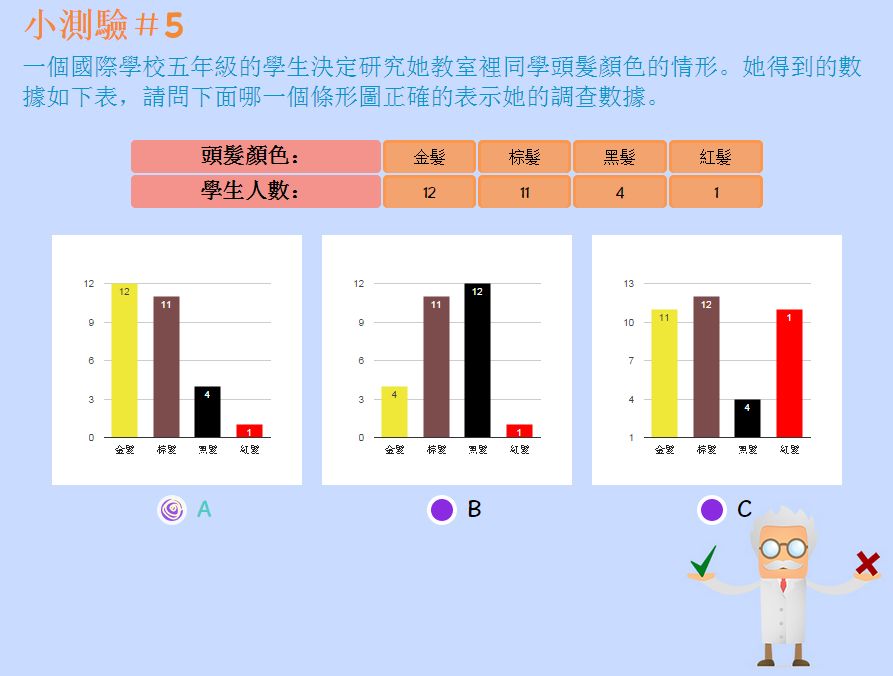 小測驗＃5
一個國際學校五年級的學生決定研究她教室裡同學頭髮顏色的情形。她得到的數
據如下表，請問下面哪一個條形圖正確的表示她的調查數據。
頭髮顏色： 金髮 棕髮 黑髮 紅髮
學生人數： 12 11 4 1
12
9
6
3
0
12 11 4 1
金髮 棕髮 黑髮 紅髮
A
12
9
6
3
0
4 11 12 1
金髮 棕髮 黑髮 紅髮
B
13
10
7
4
1
11 12 4 1
金髮 棕髮 黑髮 紅髮
C